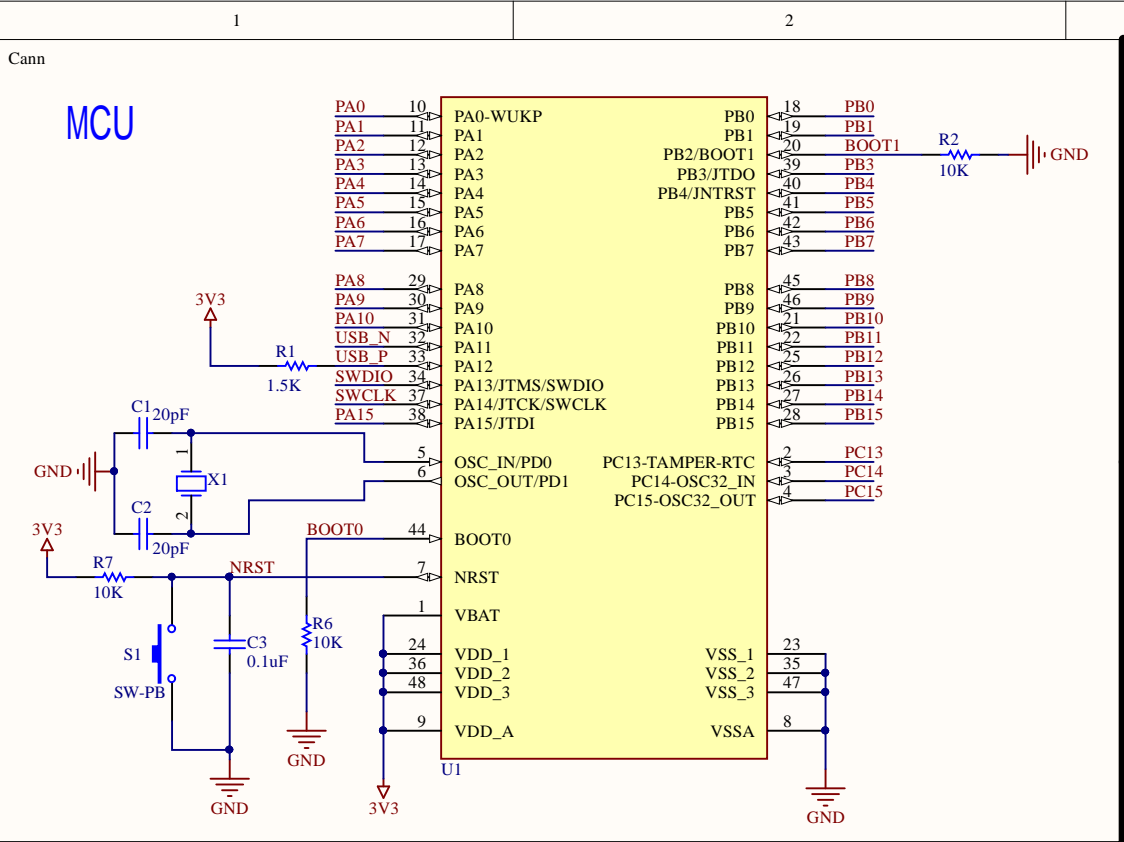 1 2
Cann
MCU
PA0 10 PA0-WUKP PB0 18 PB0
PA1 11 PA1 PB1 19 PB1
PA2 12 PA2 PB2/BOOT1 20 BOOT1 R2 10K GND
PA3 13 PA3 PB3/JTDO 39 PB3
PA4 14 PA4 PB4/JNTRST 40 PB4
PA5 15 PA5 PB5 41 PB5
PA6 16 PA6 PB6 42 PB6
PA7 17 PA7 PB7 43 PB7
PA8 29 PA8 PB8 45 PB8
3V3 PA9 30 PA9 PB9 46 PB9
PA10 31 PA10 PB10 21 PB10
USB_N 32 PA11 PB11 22 PB11
R1 1.5K USB_P 33 PA12 PB12 25 PB12
SWDIO 34 PA13/JTMS/SWDIO PB13 26 PB13
SWCLK 37 PA14/JTCK/SWCLK PB14 27 PB14
PA15 38 PA15/JTDI PB15 28 PB15
C1 20pF
1
GND 5 OSC_IN/PD0 PC13-TAMPER-RTC 2 PC13
X1 6 OSC_OUT/PD1 PC14-OSC32_IN 3 PC14
PC15-OSC32_OUT 4 PC15
2
C2 20pF
3V3 BOOT0 44 BOOT0
R7 10K NRST 7 NRST
1 VBAT
R6 10K
C3 0.1uF
S1 SW-PB
24 VDD_1 VSS_1 23
36 VDD_2 VSS_2 35
48 VDD_3 VSS_3 47
9 VDD_A VSSA 8
GND
U1
GND 3V3 GND